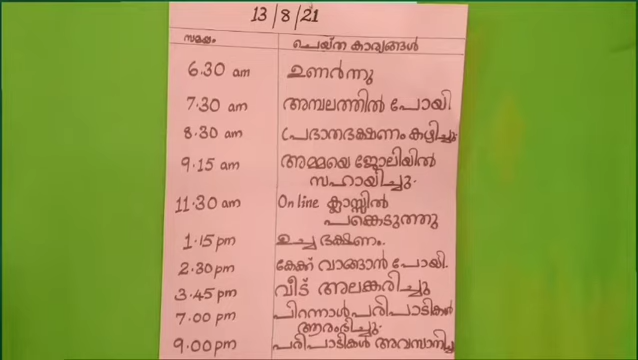 13/8/21
സമയം ചെയ്ത കാര്യങ്ങൾ
6.30 am ഉണർന്നു
7.30 am അമ്പലത്തിൽ പോയി
8.30 am പ്രഭാതഭക്ഷണം കഴിച്ചു.
9.15 am അമ്മയെ ജോലിയിൽ
സഹായിച്ചു.
11.30 am Online ക്ലാസ്സിൽ
പങ്കെടുത്തു
1.15 pm ഉച്ച ഭക്ഷണം.
2.30 pm കേക്ക് വാങ്ങാൻ പോയി.
3.45 pm വീട് അലങ്കരിച്ചു
7.00 pm പിറന്നാൾ പരിപാടികൾ
ആരംഭിച്ചു.
9.00 pm പരിപാടികൾ അവസാനിച്ചു